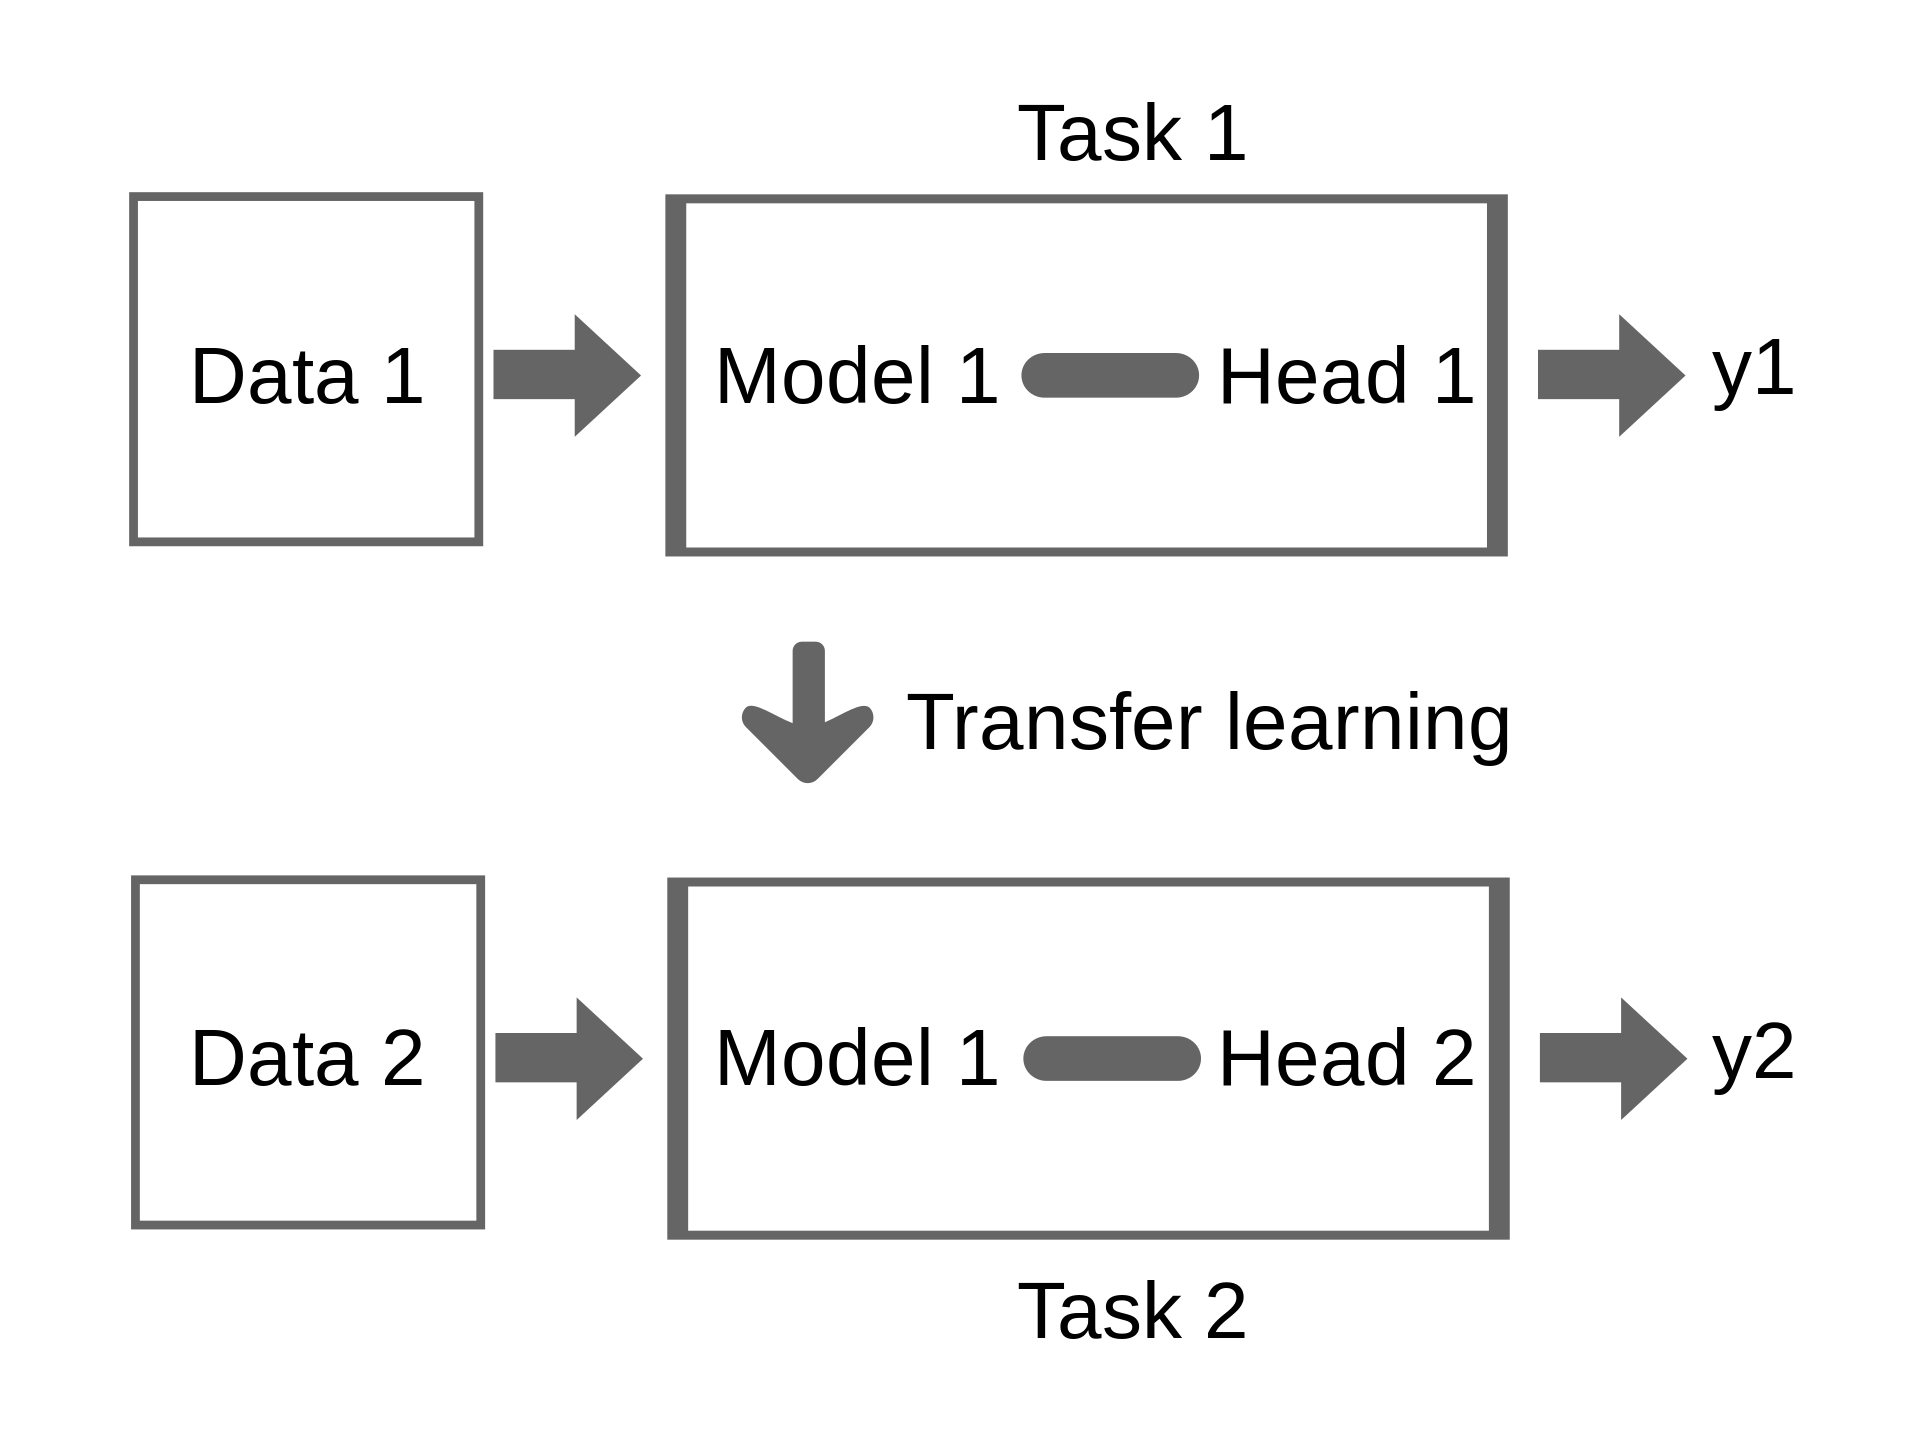 Task 1
Data 1
Model 1
Head 1
y1
Transfer learning
Data 2
Model 1
Head 2
y2
Task 2